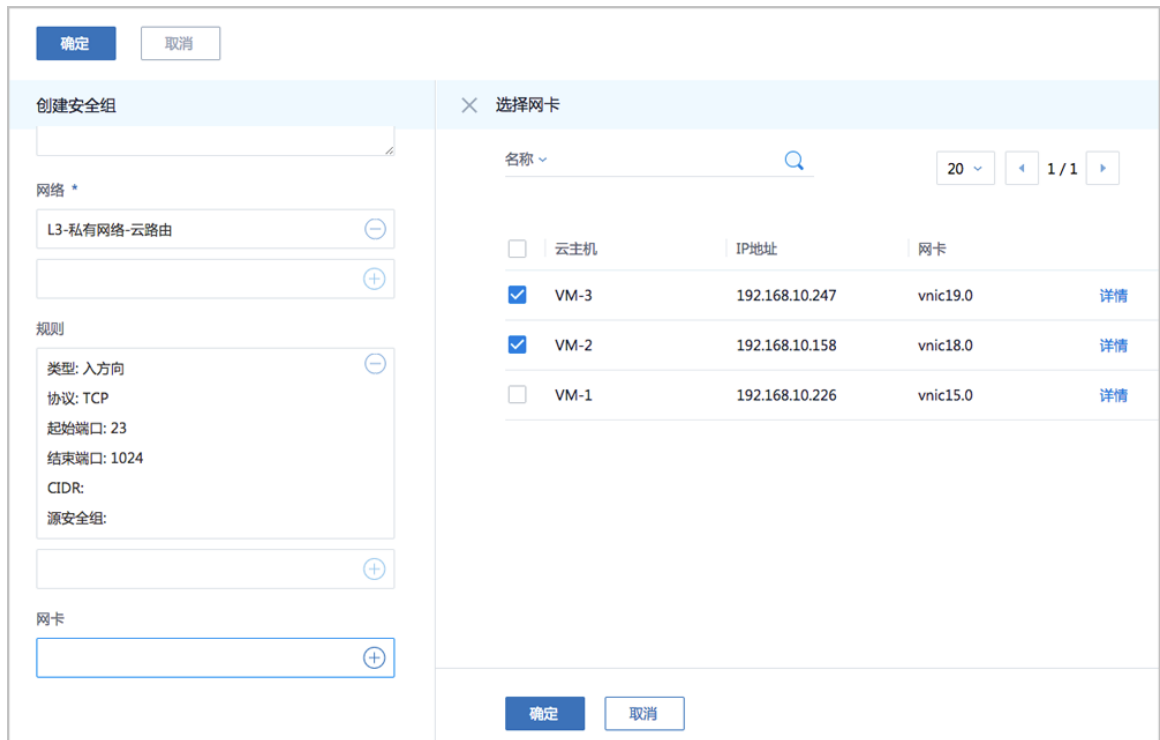 确定 取消
创建安全组
网络 *
L3-私有网络-云路由
规则
类型: 入方向
协议: TCP
起始端口: 23
结束端口: 1024
CIDR:
源安全组:
网卡
选择网卡
名称
20 1 / 1
云主机 IP地址 网卡
VM-3 192.168.10.247 vnic19.0 详情
VM-2 192.168.10.158 vnic18.0 详情
VM-1 192.168.10.226 vnic15.0 详情
确定 取消